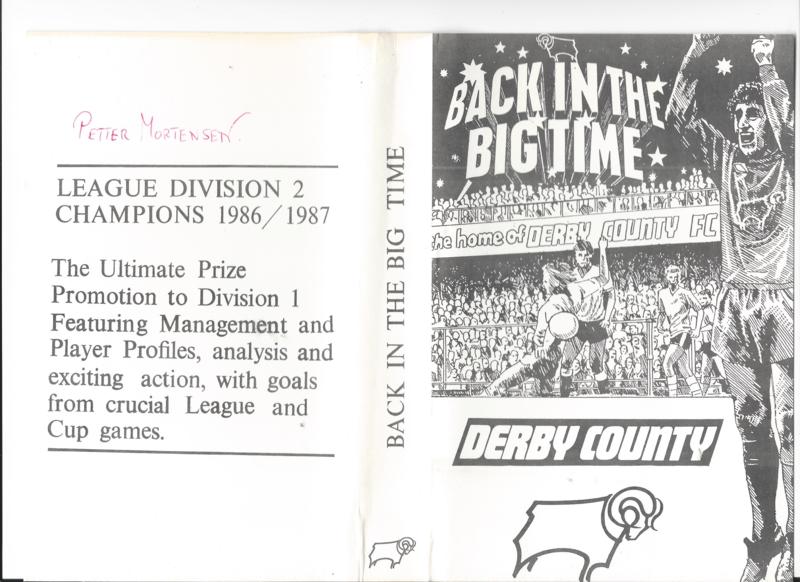 PETTER MORTENSEN.
LEAGUE DIVISION 2
CHAMPIONS 1986/1987
The Ultimate Prize
Promotion to Division 1
Featuring Management and
Player Profiles, analysis and
exciting action, with goals
from crucial League and
Cup games.
BACK IN THE BIG TIME
BACK IN THE
BIG TIME
the home of DERBY COUNTY FC
DERBY COUNTY